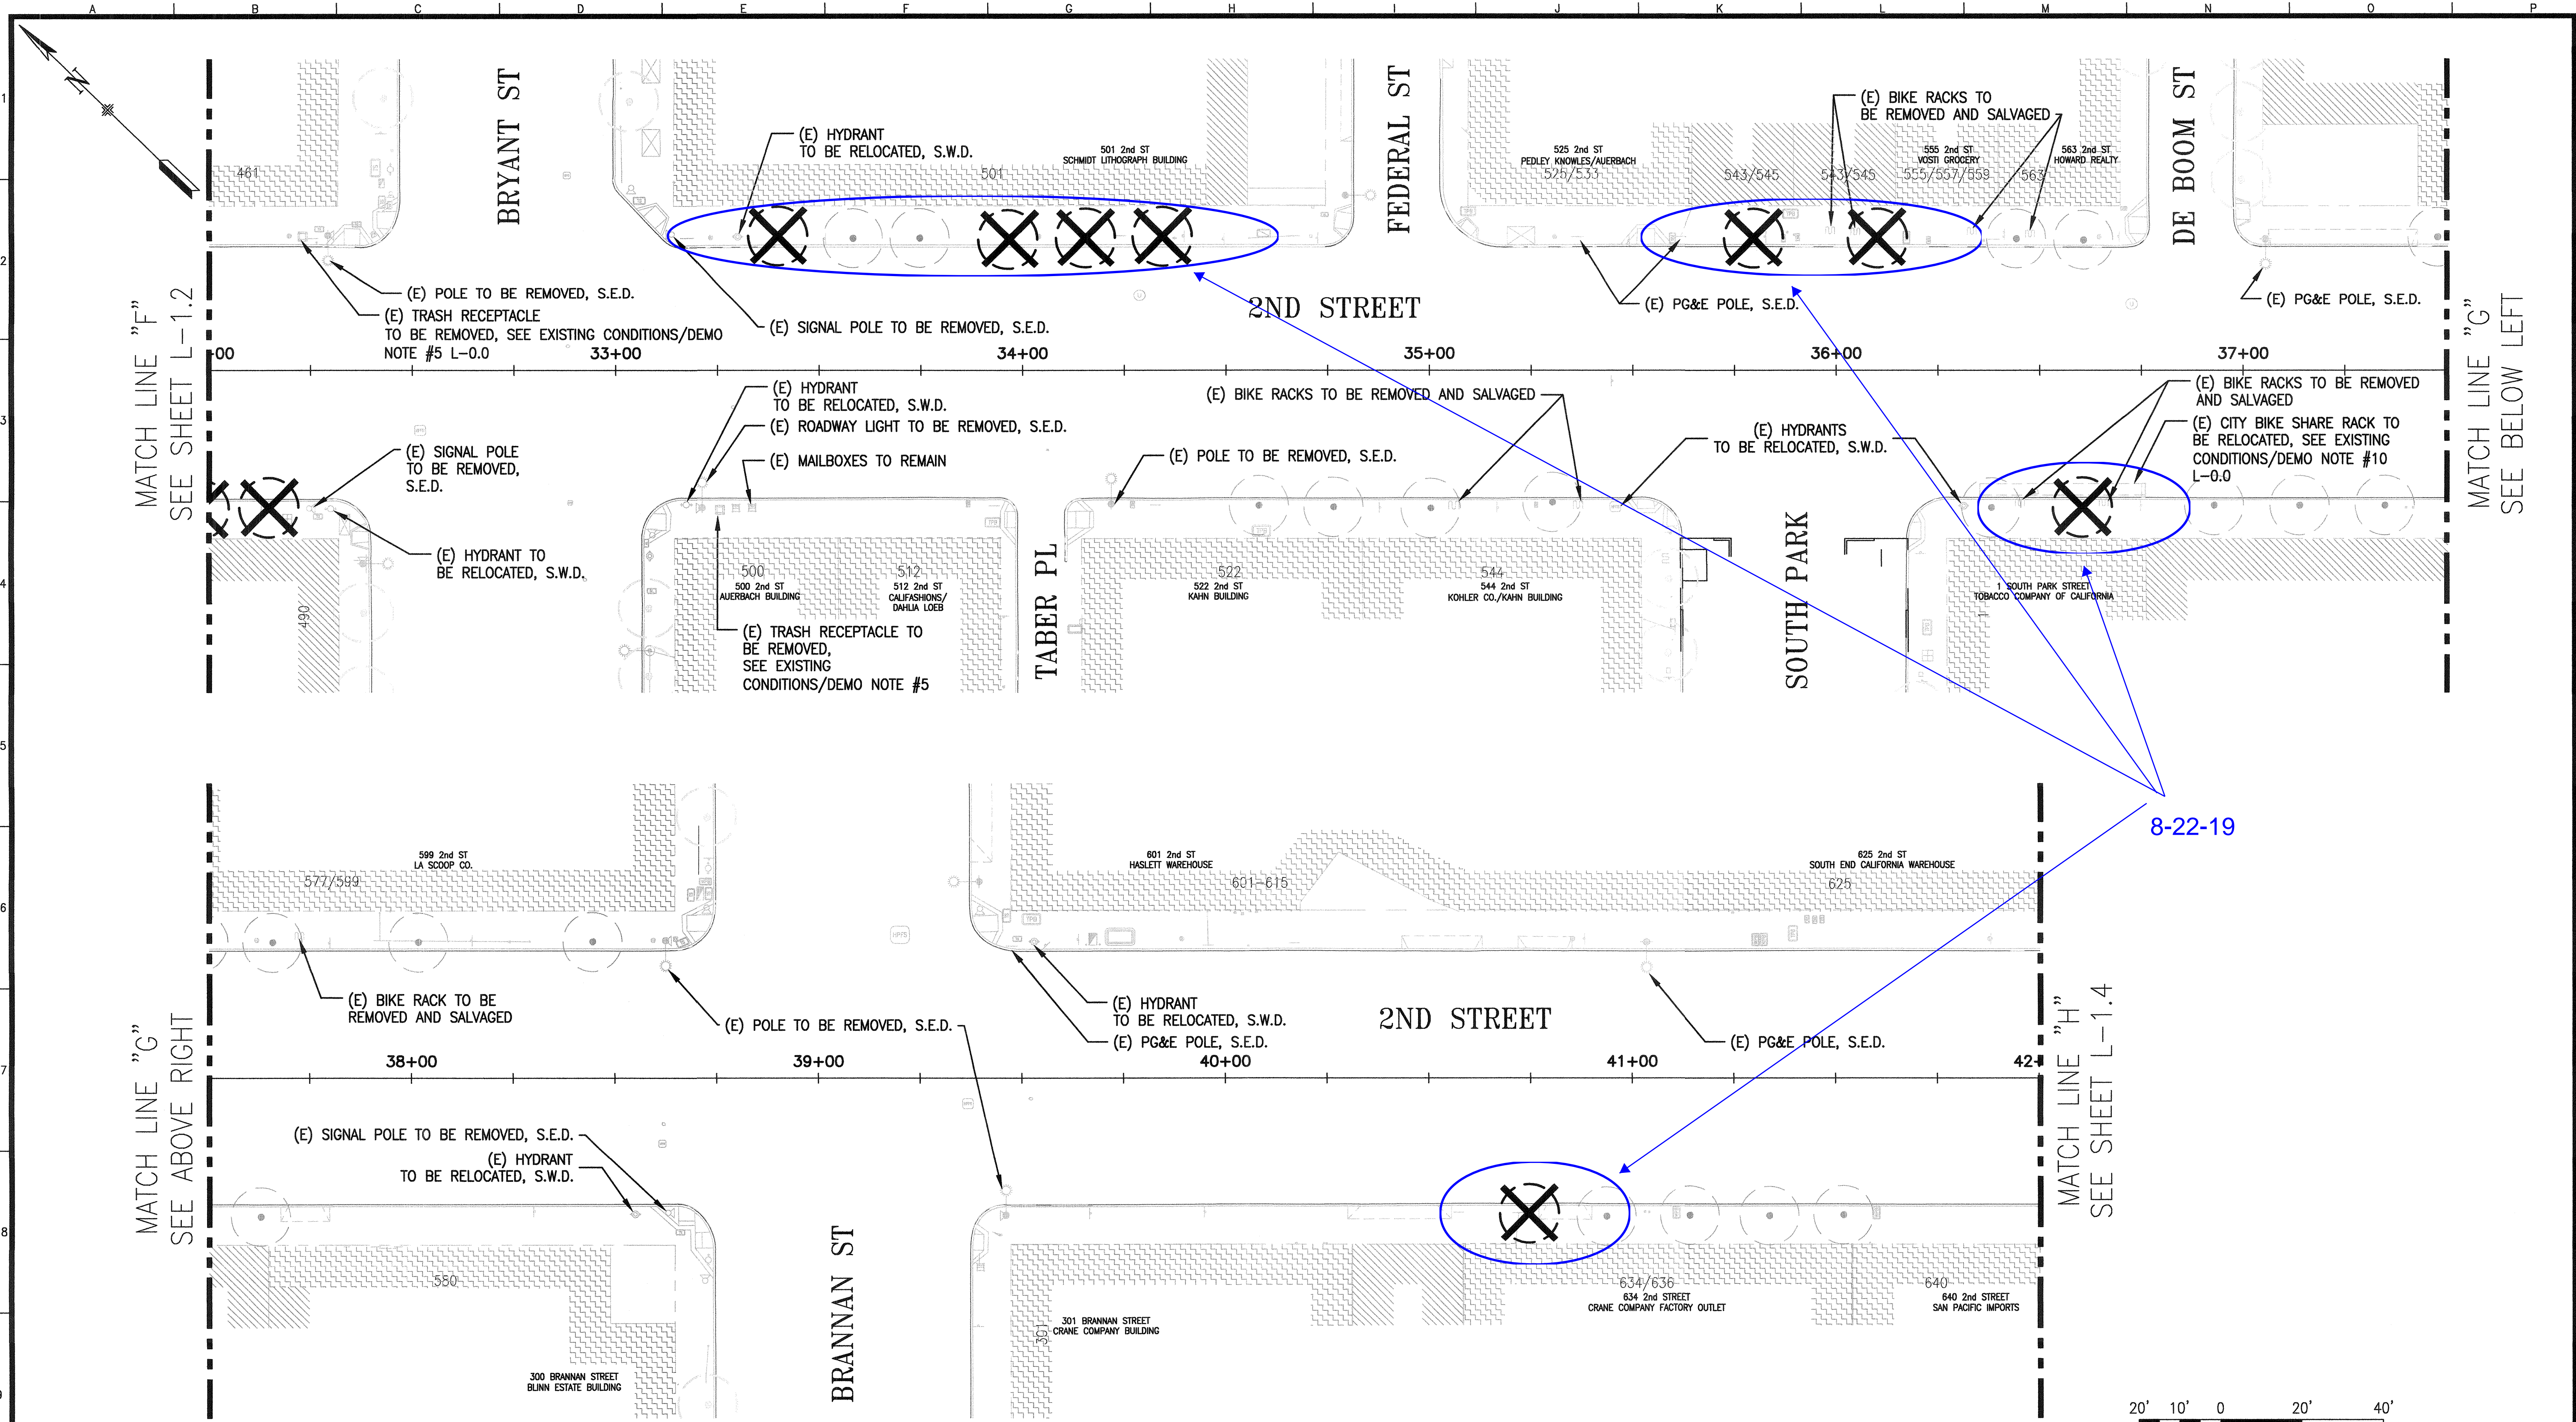 A B C D E F G H I J K L M N O P
N
1
2
3
4
5
6
7
8
9
BRYANT ST
FEDERAL ST
DE BOOM ST
(E) HYDRANT
TO BE RELOCATED, S.W.D.
501 2nd ST
SCHMIDT LITHOGRAPH BUILDING
525 2nd ST
PEDLEY KNOWLES/AUERBACH
(E) BIKE RACKS TO
BE REMOVED AND SALVAGED
555 2nd ST
VOSTI GROCERY
563 2nd ST
HOWARD REALTY
461
501
525/533
543/545
543/545
555/557/559
563
MATCH LINE "F"
SEE SHEET L-1.2
(E) POLE TO BE REMOVED, S.E.D.
(E) TRASH RECEPTACLE
TO BE REMOVED, SEE EXISTING CONDITIONS/DEMO
NOTE #5 L-0.0
(E) SIGNAL POLE TO BE REMOVED, S.E.D.
2ND STREET
(E) PG&E POLE, S.E.D.
(E) PG&E POLE, S.E.D.
MATCH LINE "G"
SEE BELOW LEFT
+00
33+00
34+00
35+00
36+00
37+00
(E) HYDRANT
TO BE RELOCATED, S.W.D.
(E) ROADWAY LIGHT TO BE REMOVED, S.E.D.
(E) MAILBOXES TO REMAIN
(E) BIKE RACKS TO BE REMOVED AND SALVAGED
(E) POLE TO BE REMOVED, S.E.D.
(E) HYDRANTS
TO BE RELOCATED, S.W.D.
(E) BIKE RACKS TO BE REMOVED
AND SALVAGED
(E) CITY BIKE SHARE RACK TO
BE RELOCATED, SEE EXISTING
CONDITIONS/DEMO NOTE #10
L-0.0
(E) SIGNAL POLE
TO BE REMOVED,
S.E.D.
(E) HYDRANT TO
BE RELOCATED, S.W.D.
490
500
500 2nd ST
AUERBACH BUILDING
512
512 2nd ST
CALIFASHIONS/
DAHLIA LOEB
(E) TRASH RECEPTACLE TO
BE REMOVED,
SEE EXISTING
CONDITIONS/DEMO NOTE #5
TABER PL
522
522 2nd ST
KAHN BUILDING
544
544 2nd ST
KOHLER CO./KAHN BUILDING
SOUTH PARK
1
1 SOUTH PARK STREET
TOBACCO COMPANY OF CALIFORNIA
8-22-19
599 2nd ST
LA SCOOP CO.
577/599
601 2nd ST
HASLETT WAREHOUSE
601-615
625 2nd ST
SOUTH END CALIFORNIA WAREHOUSE
625
MATCH LINE "G"
SEE ABOVE RIGHT
(E) BIKE RACK TO BE
REMOVED AND SALVAGED
(E) POLE TO BE REMOVED, S.E.D.
(E) HYDRANT
TO BE RELOCATED, S.W.D.
(E) PG&E POLE, S.E.D.
2ND STREET
(E) PG&E POLE, S.E.D.
MATCH LINE "H"
SEE SHEET L-1.4
38+00
39+00
40+00
41+00
42+
(E) SIGNAL POLE TO BE REMOVED, S.E.D.
(E) HYDRANT
TO BE RELOCATED, S.W.D.
580
300 BRANNAN STREET
BLINN ESTATE BUILDING
BRANNAN ST
301
301 BRANNAN STREET
CRANE COMPANY BUILDING
634/636
634 2nd STREET
CRANE COMPANY FACTORY OUTLET
640
640 2nd STREET
SAN PACIFIC IMPORTS
20' 10' 0 20' 40'